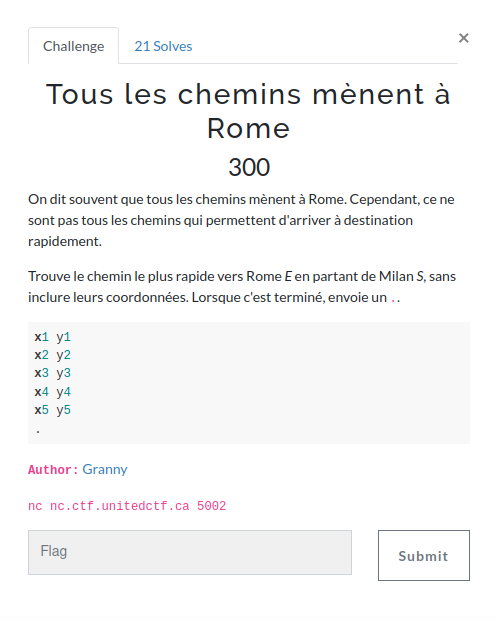 Challenge
21 Solves
×
Tous les chemins mènent à
Rome
300
On dit souvent que tous les chemins mènent à Rome. Cependant, ce ne
sont pas tous les chemins qui permettent d'arriver à destination
rapidement.
Trouve le chemin le plus rapide vers Rome E en partant de Milan S, sans
inclure leurs coordonnées. Lorsque c'est terminé, envoie un ..
x1 y1
x2 y2
x3 y3
x4 y4
x5 y5
.
Author: Granny
nc nc.ctf.unitedctf.ca 5002
Flag
Submit